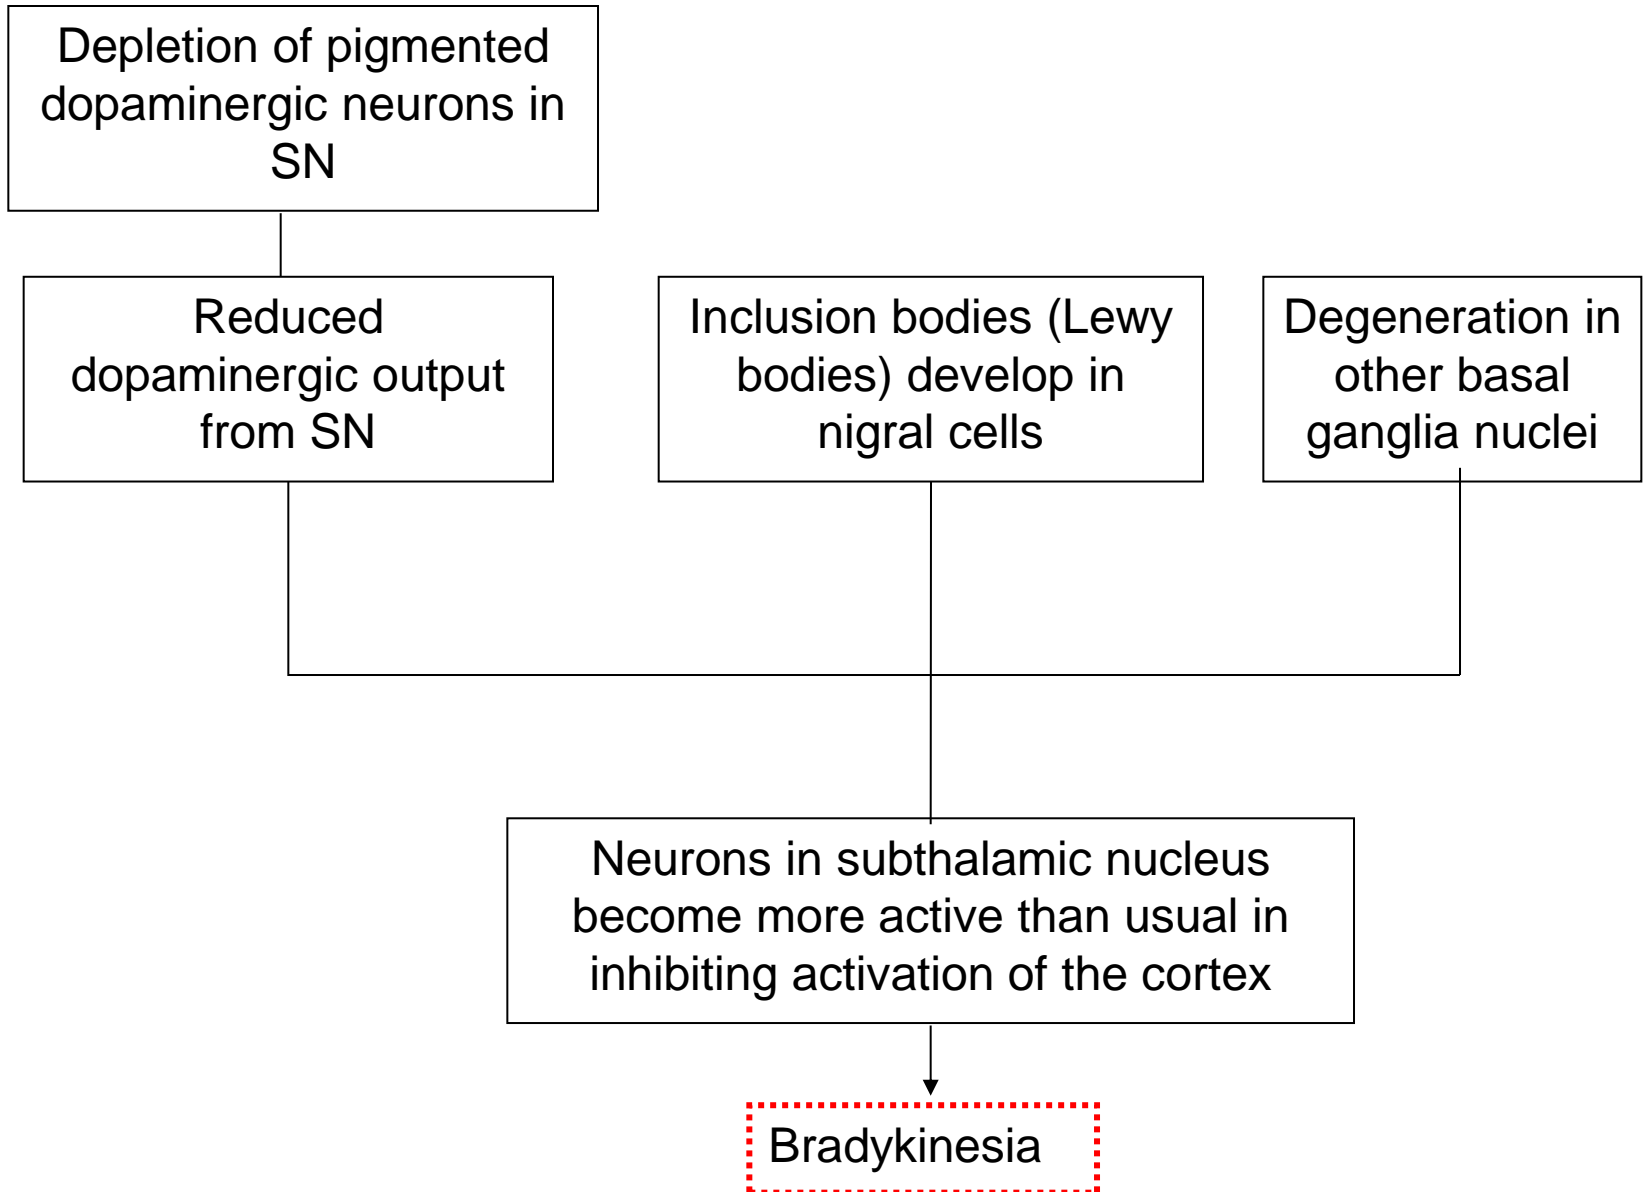 Depletion of pigmented
dopaminergic neurons in
SN
Reduced
dopaminergic output
from SN
Inclusion bodies (Lewy
bodies) develop in
nigral cells
Degeneration in
other basal
ganglia nuclei
Neurons in subthalamic nucleus
become more active than usual in
inhibiting activation of the cortex
Bradykinesia